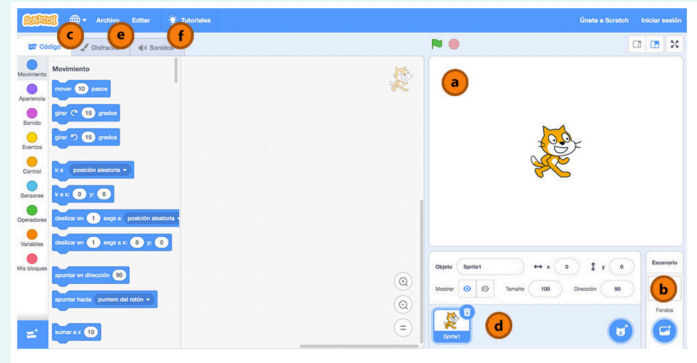 SCRATCH Archivo Editar Tutoriales Únete a Scratch Iniciar sesión
c e f
Código Disfraces Sonidos
Movimiento
Apariencia
Sonido
Eventos
Control
Sensores
Operadores
Variables
Mis bloques
Movimiento
mover 10 pasos
girar 15 grados
girar 15 grados
ir a posición aleatoria
ir a x: 0 y: 0
deslizar en 1 segs a posición aleatoria
deslizar en 1 segs a x: 0 y: 0
apuntar en dirección 90
apuntar hacia puntero del ratón
sumar a x 10
a
Objeto Sprite1 x 0 y 0
Mostrar Tamaño 100 Dirección 90
Sprite1
d
Escenario
b
Fondos